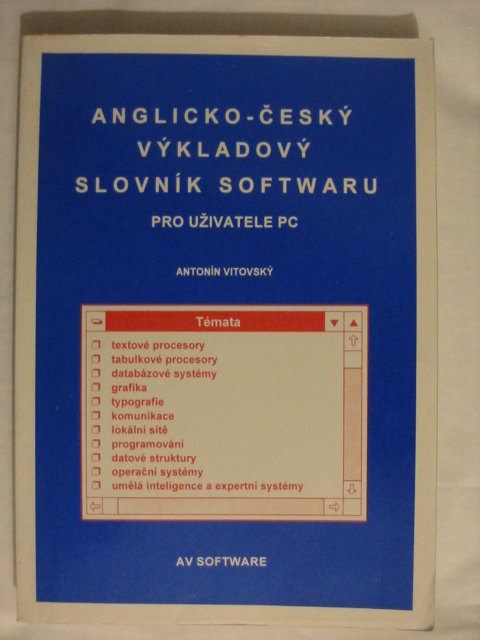 ANGLICKO-ČESKÝ
VÝKLADOVÝ
SLOVNÍK SOFTWARU
PRO UŽIVATELE PC
ANTONÍN VITOVSKÝ
Témata
textové procesory
tabulkové procesory
databázové systémy
grafika
typografie
komunikace
lokální sítě
programování
datové struktury
operační systémy
umělá inteligence a expertní systémy
AV SOFTWARE